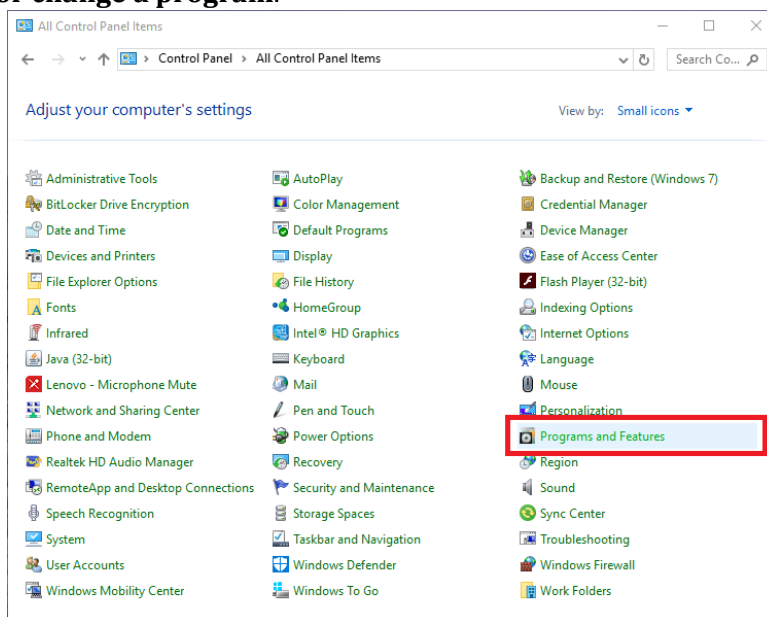 or change a program.
All Control Panel Items
Control Panel > All Control Panel Items Search Co...
Adjust your computer's settings View by: Small icons
Administrative Tools AutoPlay Backup and Restore (Windows 7)
BitLocker Drive Encryption Color Management Credential Manager
Date and Time Default Programs Device Manager
Devices and Printers Display Ease of Access Center
File Explorer Options File History Flash Player (32-bit)
Fonts HomeGroup Indexing Options
Infrared Intel® HD Graphics Internet Options
Java (32-bit) Keyboard Language
Lenovo - Microphone Mute Mail Mouse
Network and Sharing Center Pen and Touch Personalization
Phone and Modem Power Options Programs and Features
Realtek HD Audio Manager Recovery Region
RemoteApp and Desktop Connections Security and Maintenance Sound
Speech Recognition Storage Spaces Sync Center
System Taskbar and Navigation Troubleshooting
User Accounts Windows Defender Windows Firewall
Windows Mobility Center Windows To Go Work Folders